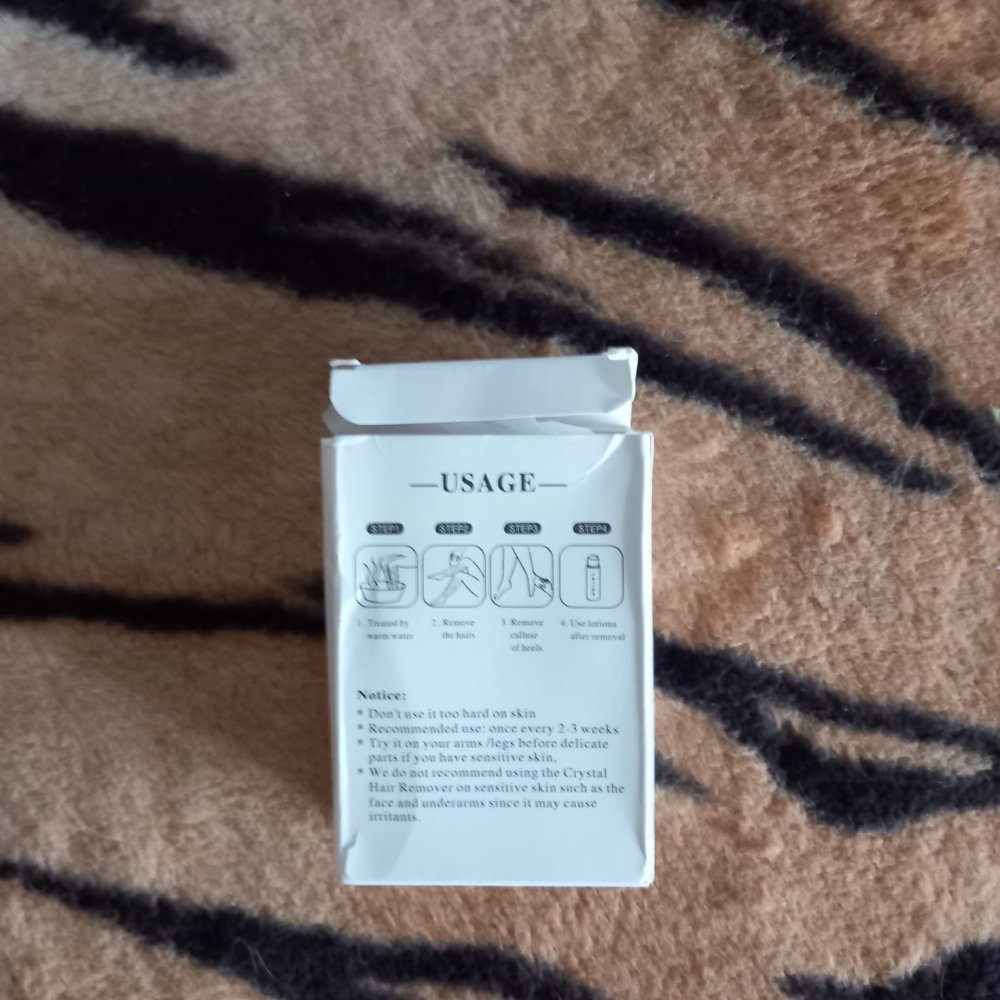 —USAGE—
STEP1 STEP2 STEP3 STEP4
1. Treated by warm water
2. Remove the hairs
3. Remove calluse of heels
4. Use lotiona after removal
Notice:
* Don't use it too hard on skin
* Recommended use: once every 2-3 weeks
* Try it on your arms /legs before delicate
parts if you have sensitive skin,
* We do not recommend using the Crystal
Hair Remover on sensitive skin such as the
face and underarms since it may cause
irritants.